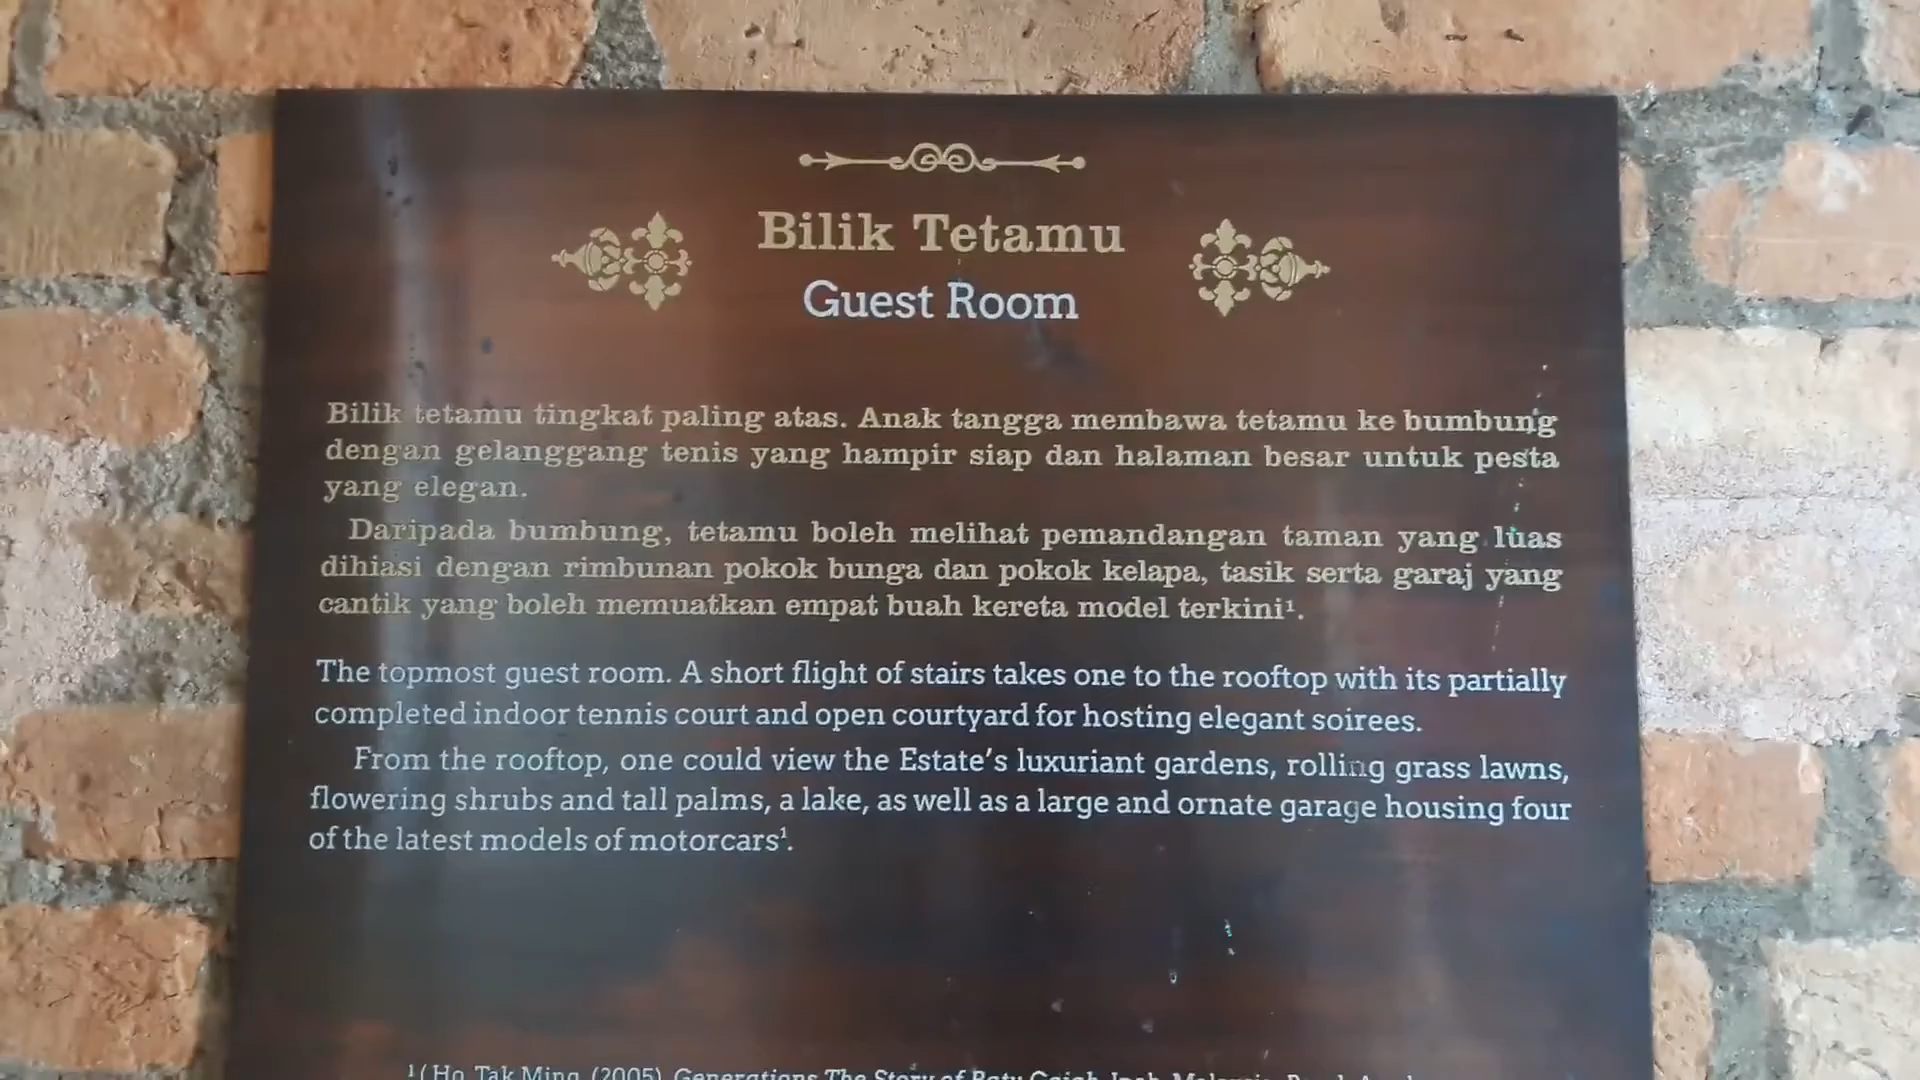 Bilik Tetamu
Guest Room
Bilik tetamu tingkat paling atas. Anak tangga membawa tetamu ke bumbung
dengan gelanggang tenis yang hampir siap dan halaman besar untuk pesta
yang elegan.
Daripada bumbung, tetamu boleh melihat pemandangan taman yang luas
dihiasi dengan rimbunan pokok bunga dan pokok kelapa, tasik serta garaj yang
cantik yang boleh memuatkan empat buah kereta model terkini¹.
The topmost guest room. A short flight of stairs takes one to the rooftop with its partially
completed indoor tennis court and open courtyard for hosting elegant soirees.
From the rooftop, one could view the Estate's luxuriant gardens, rolling grass lawns,
flowering shrubs and tall palms, a lake, as well as a large and ornate garage housing four
of the latest models of motorcars¹.
¹(Ho Tak Ming (2005). Generations The Story of Batu Gajah